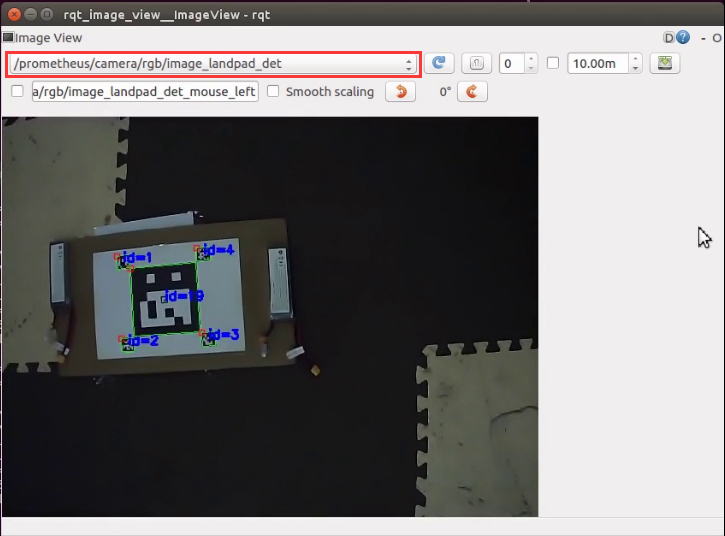 rqt_image_view__ImageView - rqt
Image View
D - O
/prometheus/camera/rgb/image_landpad_det
0
10.00m
a/rgb/image_landpad_det_mouse_left
Smooth scaling
0°
id=1
id=4
id=19
id=2
id=3